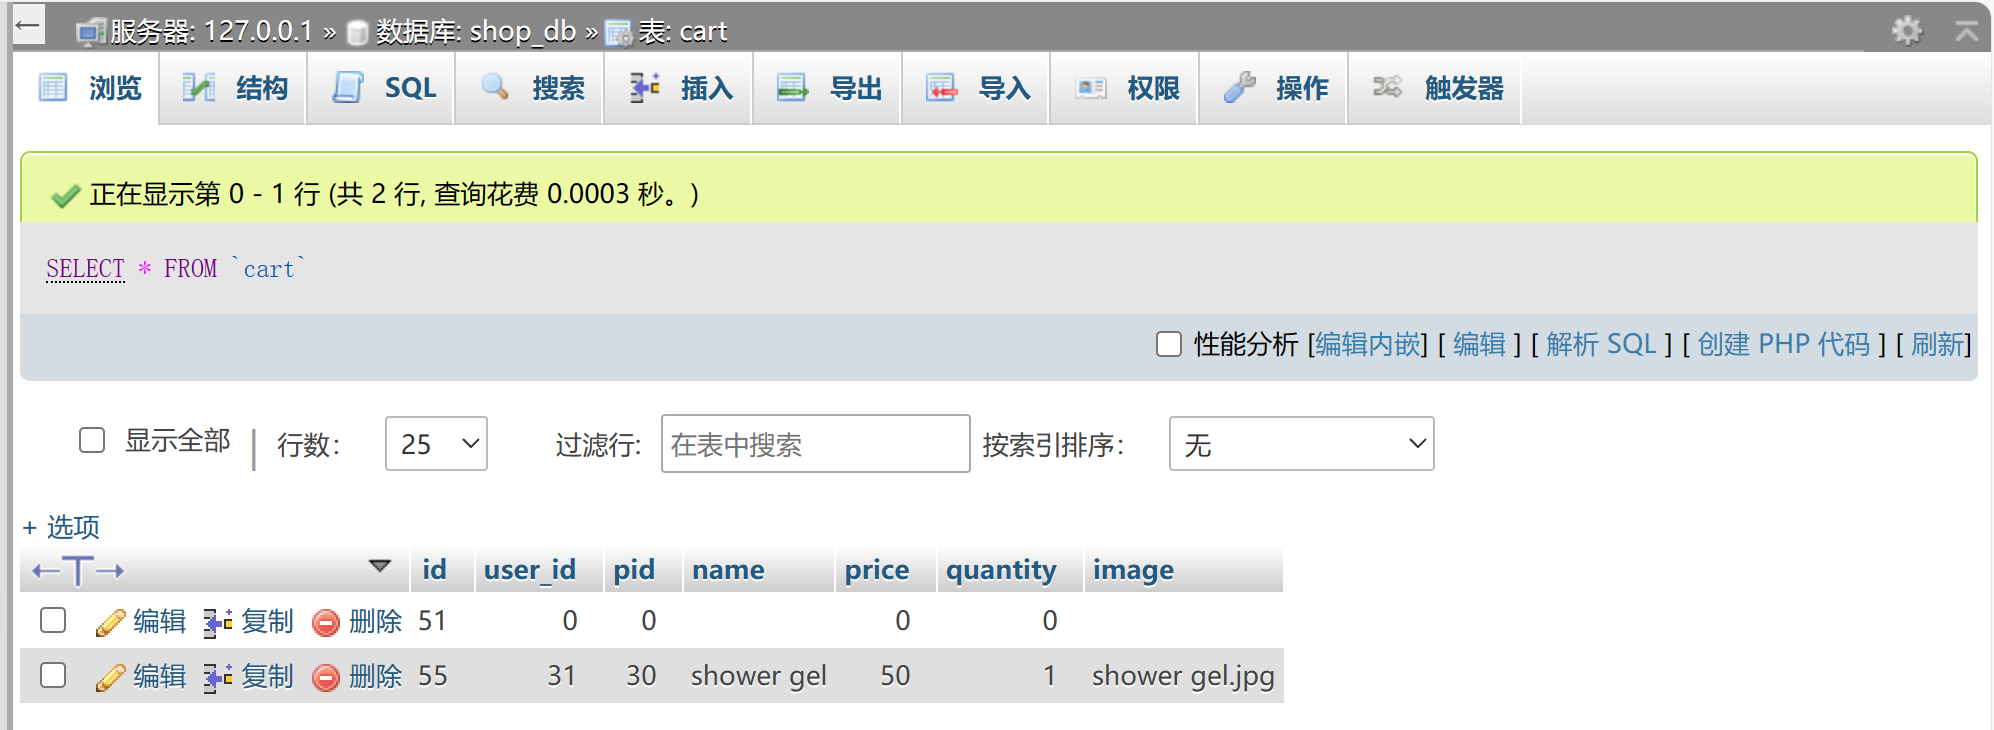 服务器: 127.0.0.1 » 数据库: shop_db » 表: cart
浏览 结构 SQL 搜索 插入 导出 导入 权限 操作 触发器
正在显示第 0 - 1 行 (共 2 行, 查询花费 0.0003 秒。)
SELECT * FROM `cart`
性能分析 [编辑内嵌] [ 编辑 ] [ 解析 SQL ] [ 创建 PHP 代码 ] [ 刷新]
显示全部 | 行数： 25 过滤行: 在表中搜索 按索引排序： 无
+ 选项
←T→ id user_id pid name price quantity image
编辑 复制 删除 51 0 0 0 0
编辑 复制 删除 55 31 30 shower gel 50 1 shower gel.jpg